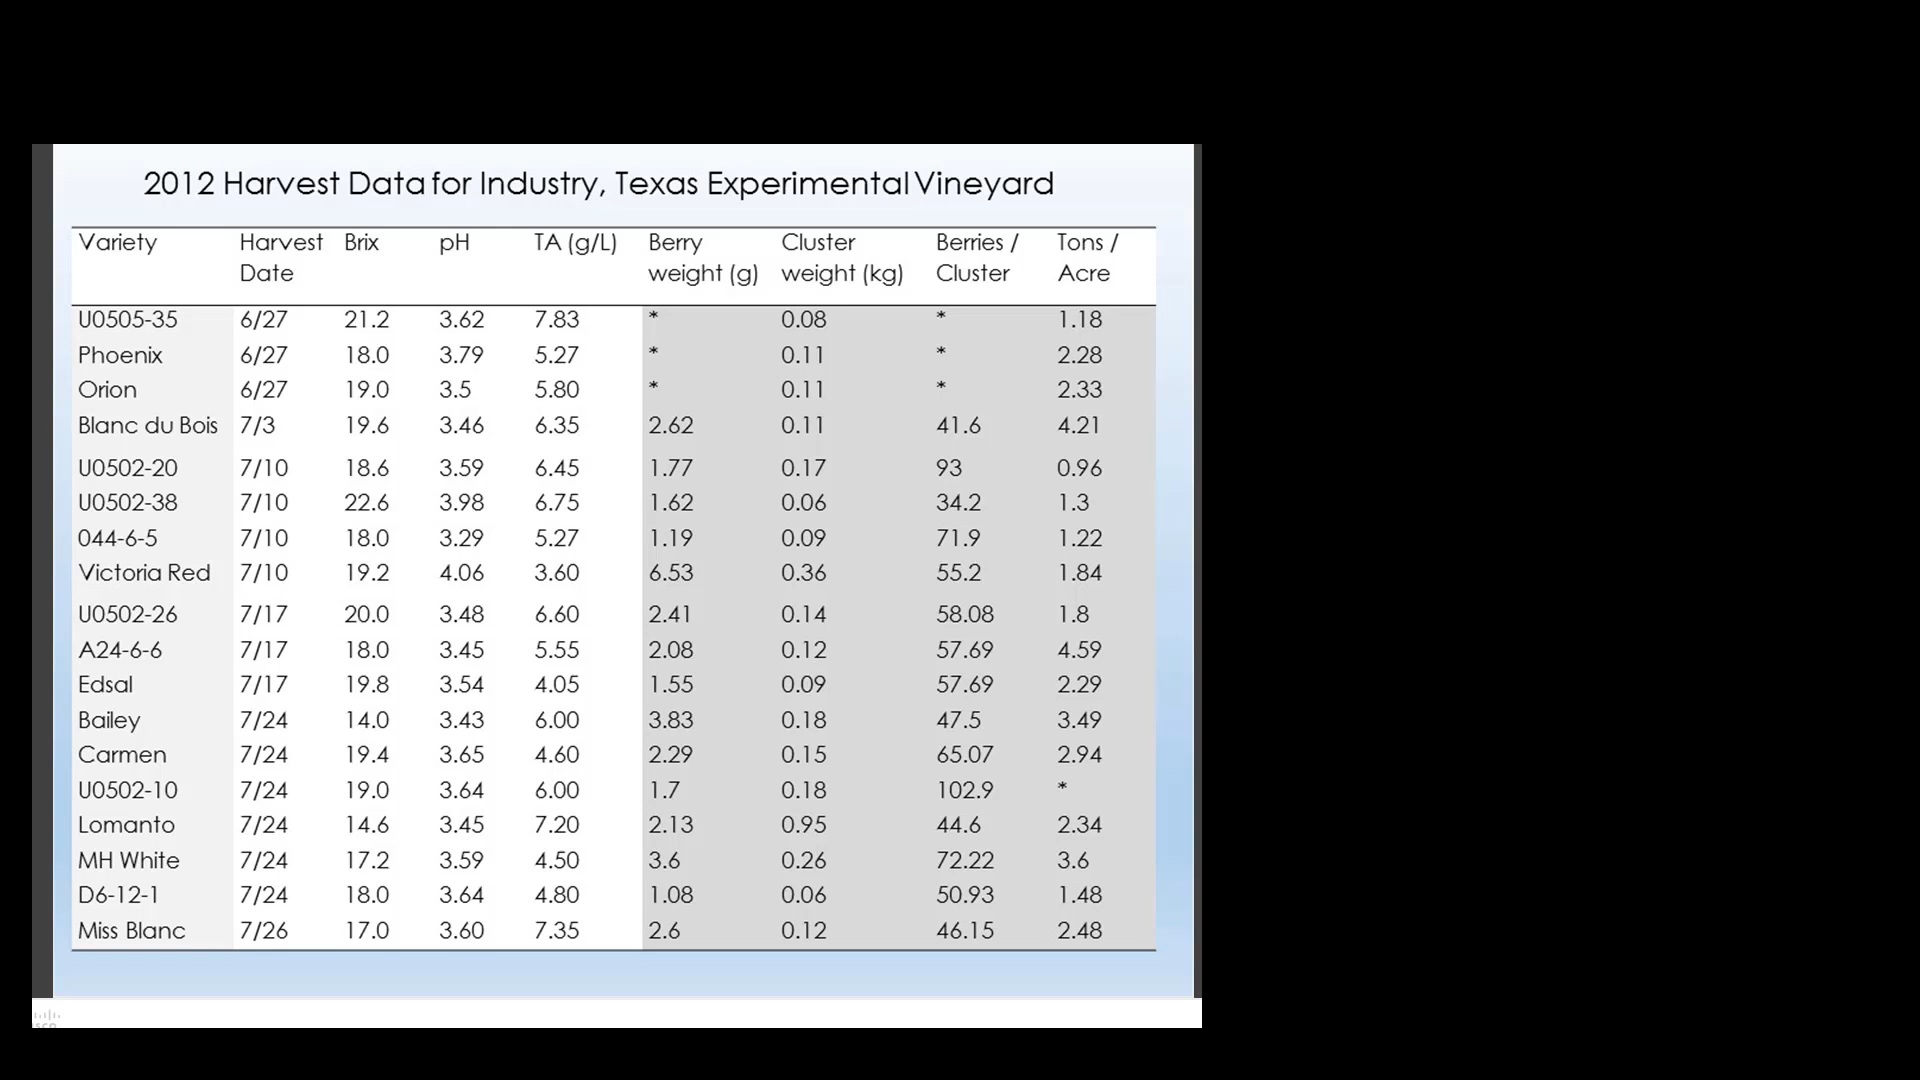 2012 Harvest Data for Industry, Texas Experimental Vineyard
Variety Harvest Date Brix pH TA (g/L) Berry weight (g) Cluster weight (kg) Berries / Cluster Tons / Acre
U0505-35 6/27 21.2 3.62 7.83 * 0.08 * 1.18
Phoenix 6/27 18.0 3.79 5.27 * 0.11 * 2.28
Orion 6/27 19.0 3.5 5.80 * 0.11 * 2.33
Blanc du Bois 7/3 19.6 3.46 6.35 2.62 0.11 41.6 4.21
U0502-20 7/10 18.6 3.59 6.45 1.77 0.17 93 0.96
U0502-38 7/10 22.6 3.98 6.75 1.62 0.06 34.2 1.3
044-6-5 7/10 18.0 3.29 5.27 1.19 0.09 71.9 1.22
Victoria Red 7/10 19.2 4.06 3.60 6.53 0.36 55.2 1.84
U0502-26 7/17 20.0 3.48 6.60 2.41 0.14 58.08 1.8
A24-6-6 7/17 18.0 3.45 5.55 2.08 0.12 57.69 4.59
Edsal 7/17 19.8 3.54 4.05 1.55 0.09 57.69 2.29
Bailey 7/24 14.0 3.43 6.00 3.83 0.18 47.5 3.49
Carmen 7/24 19.4 3.65 4.60 2.29 0.15 65.07 2.94
U0502-10 7/24 19.0 3.64 6.00 1.7 0.18 102.9 *
Lomanto 7/24 14.6 3.45 7.20 2.13 0.95 44.6 2.34
MH White 7/24 17.2 3.59 4.50 3.6 0.26 72.22 3.6
D6-12-1 7/24 18.0 3.64 4.80 1.08 0.06 50.93 1.48
Miss Blanc 7/26 17.0 3.60 7.35 2.6 0.12 46.15 2.48